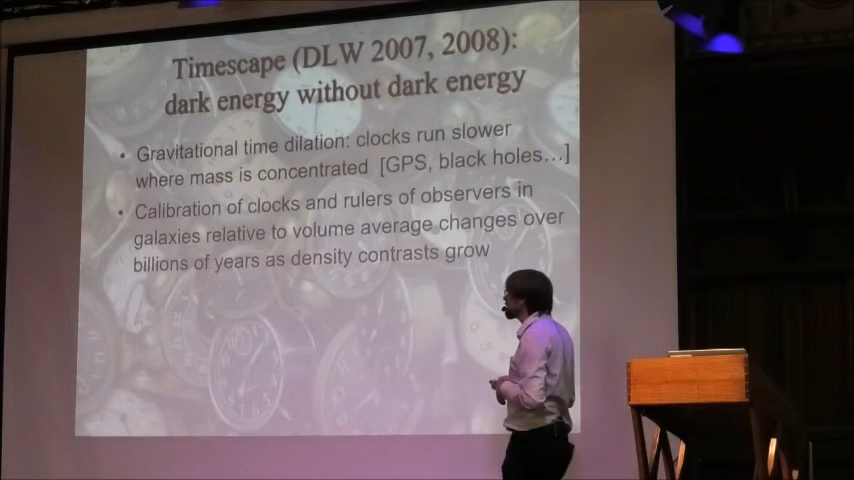 Timescape (DLW 2007, 2008):
dark energy without dark energy
• Gravitational time dilation: clocks run slower
where mass is concentrated [GPS, black holes…]
• Calibration of clocks and rulers of observers in
galaxies relative to volume average changes over
billions of years as density contrasts grow